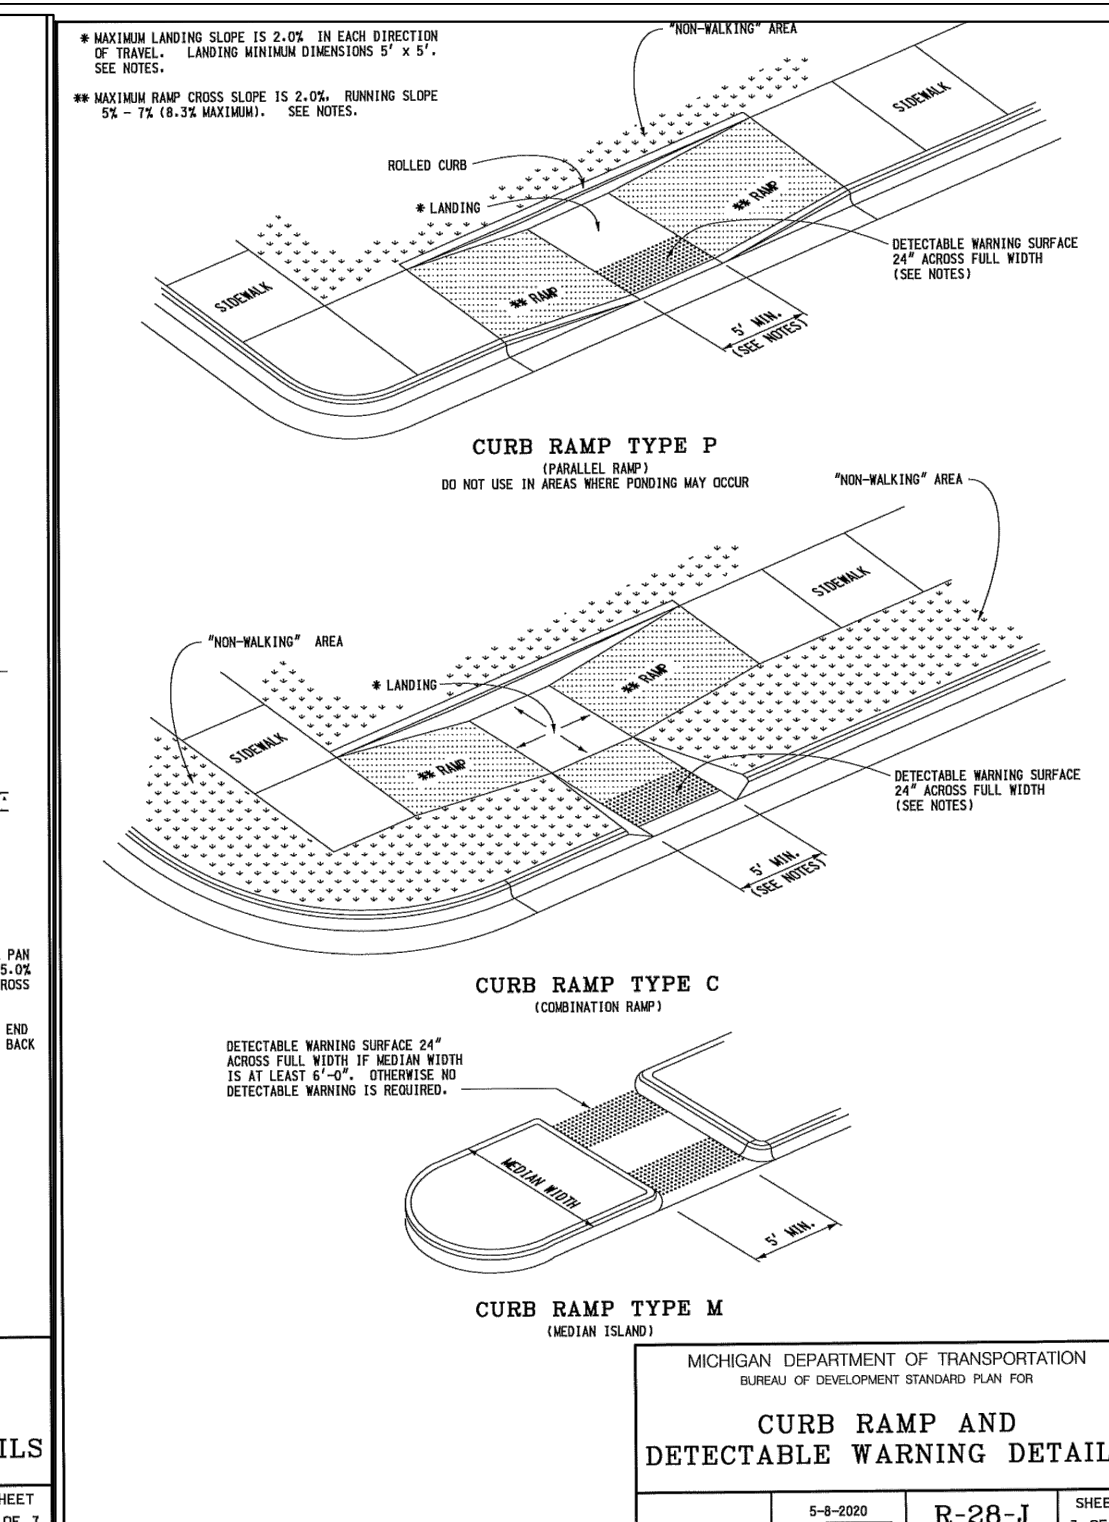 * MAXIMUM LANDING SLOPE IS 2.0% IN EACH DIRECTION
OF TRAVEL. LANDING MINIMUM DIMENSIONS 5' x 5'.
SEE NOTES.
** MAXIMUM RAMP CROSS SLOPE IS 2.0%, RUNNING SLOPE
5% - 7% (8.3% MAXIMUM). SEE NOTES.
"NON-WALKING" AREA
SIDEWALK
ROLLED CURB
* LANDING
** RAMP
DETECTABLE WARNING SURFACE
24" ACROSS FULL WIDTH
(SEE NOTES)
SIDEWALK
** RAMP
5' MIN.
(SEE NOTES)
CURB RAMP TYPE P
(PARALLEL RAMP)
DO NOT USE IN AREAS WHERE PONDING MAY OCCUR
"NON-WALKING" AREA
SIDEWALK
"NON-WALKING" AREA
* LANDING
** RAMP
SIDEWALK
** RAMP
DETECTABLE WARNING SURFACE
24" ACROSS FULL WIDTH
(SEE NOTES)
5' MIN.
(SEE NOTES)
CURB RAMP TYPE C
(COMBINATION RAMP)
PAN
5.0%
ROSS
END
BACK
DETECTABLE WARNING SURFACE 24"
ACROSS FULL WIDTH IF MEDIAN WIDTH
IS AT LEAST 6'-0". OTHERWISE NO
DETECTABLE WARNING IS REQUIRED.
MEDIAN WIDTH
5' MIN.
CURB RAMP TYPE M
(MEDIAN ISLAND)
MICHIGAN DEPARTMENT OF TRANSPORTATION
BUREAU OF DEVELOPMENT STANDARD PLAN FOR
CURB RAMP AND
DETECTABLE WARNING DETAIL
ILS
HEET
5-8-2020
R-28-J
SHEE